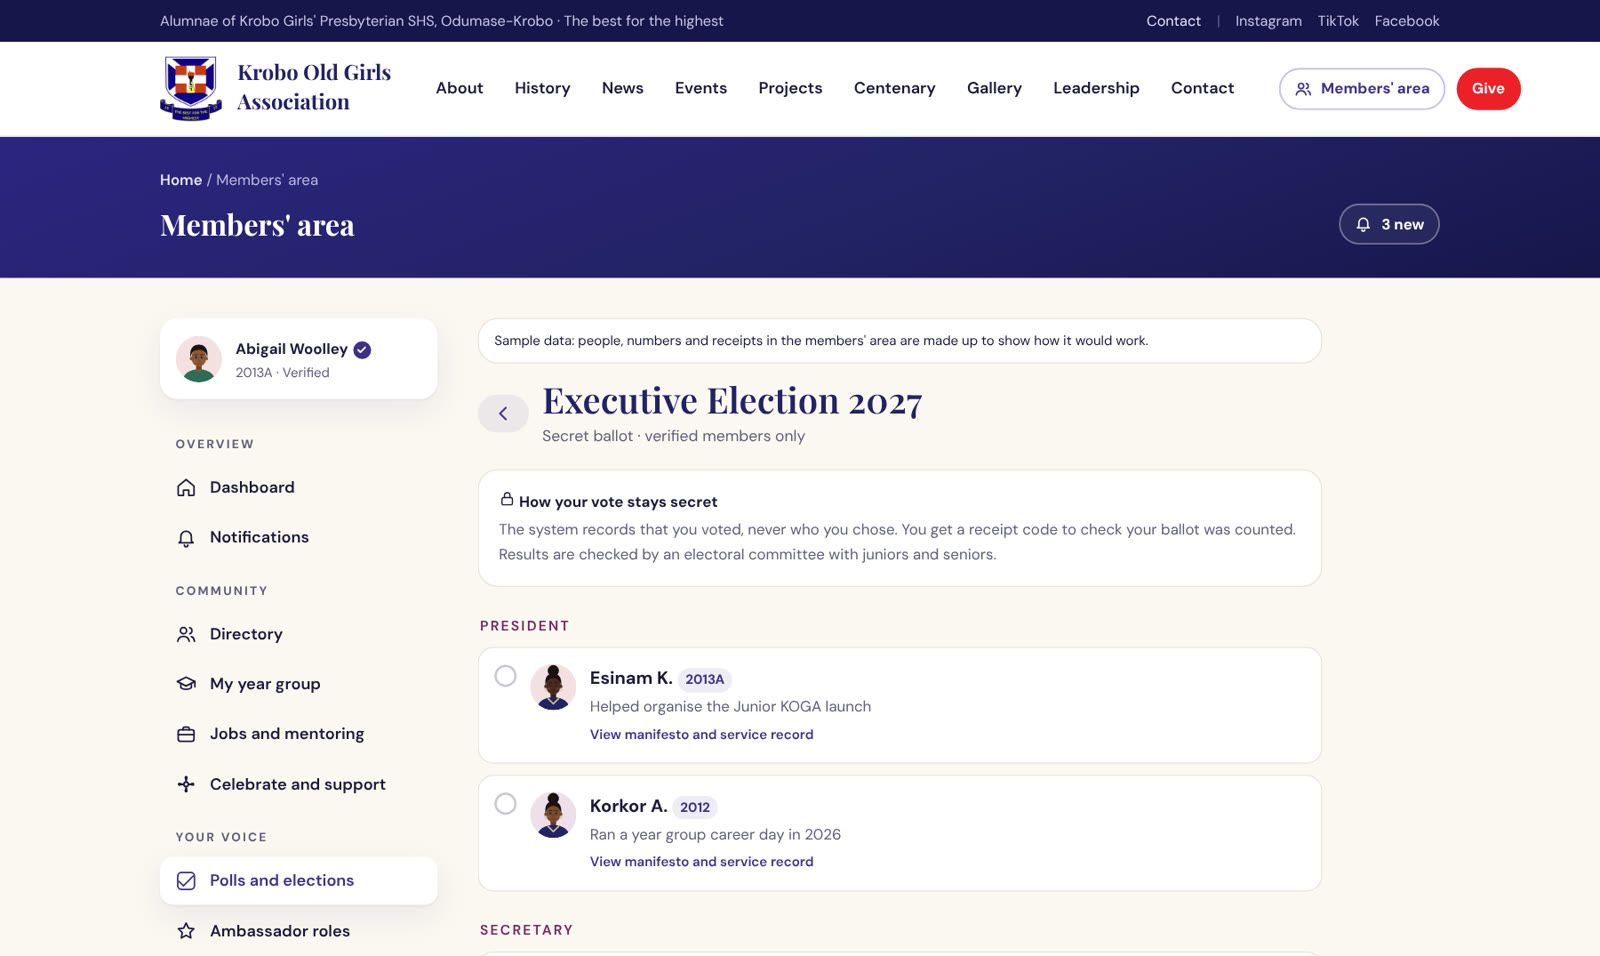 Alumnae of Krobo Girls' Presbyterian SHS, Odumase-Krobo · The best for the highest
Contact | Instagram TikTok Facebook
Krobo Old Girls
Association
About History News Events Projects Centenary Gallery Leadership Contact
Members' area
Give
Home / Members' area
Members' area
3 new
Abigail Woolley
2013A · Verified
OVERVIEW
Dashboard
Notifications
COMMUNITY
Directory
My year group
Jobs and mentoring
Celebrate and support
YOUR VOICE
Polls and elections
Ambassador roles
Sample data: people, numbers and receipts in the members' area are made up to show how it would work.
Executive Election 2027
Secret ballot · verified members only
How your vote stays secret
The system records that you voted, never who you chose. You get a receipt code to check your ballot was counted.
Results are checked by an electoral committee with juniors and seniors.
PRESIDENT
Esinam K. 2013A
Helped organise the Junior KOGA launch
View manifesto and service record
Korkor A. 2012
Ran a year group career day in 2026
View manifesto and service record
SECRETARY